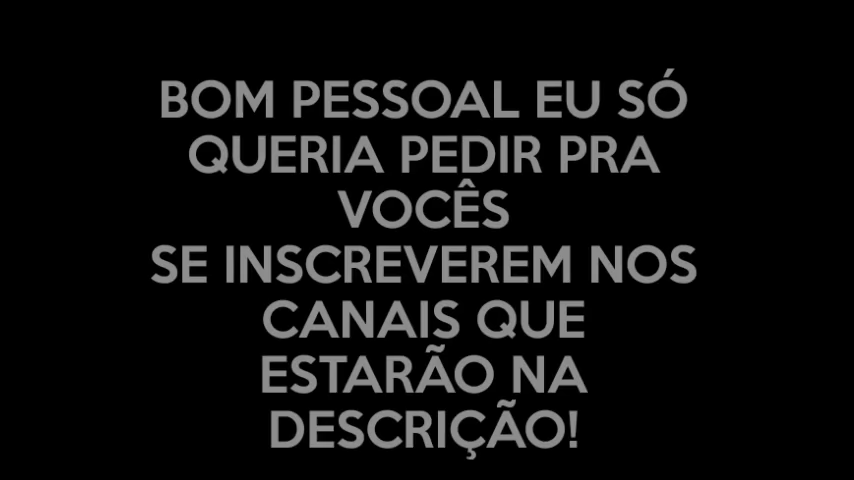 BOM PESSOAL EU SÓ
QUERIA PEDIR PRA
VOCÊS
SE INSCREVEREM NOS
CANAIS QUE
ESTARÃO NA
DESCRIÇÃO!